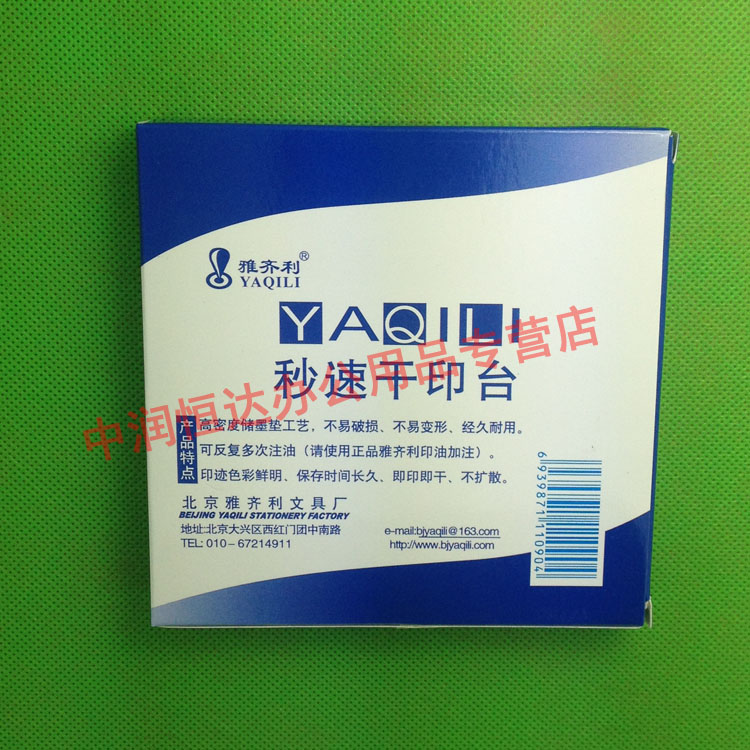 雅齐利®
YAQILI
YAQILI
秒速干印台
中润恒达办公用品专营店
产品特点
高密度储墨垫工艺，不易破损、不易变形、经久耐用。
可反复多次注油（请使用正品雅齐利印油加注）。
印迹色彩鲜明、保存时间长久、即印即干、不扩散。
北京雅齐利文具厂
BEIJING YAQILI STATIONERY FACTORY
地址:北京大兴区西红门团中南路
TEL: 010-67214911
e-mail:bjyaqili@163.com
http://www.bjyaqili.com
6939871110904